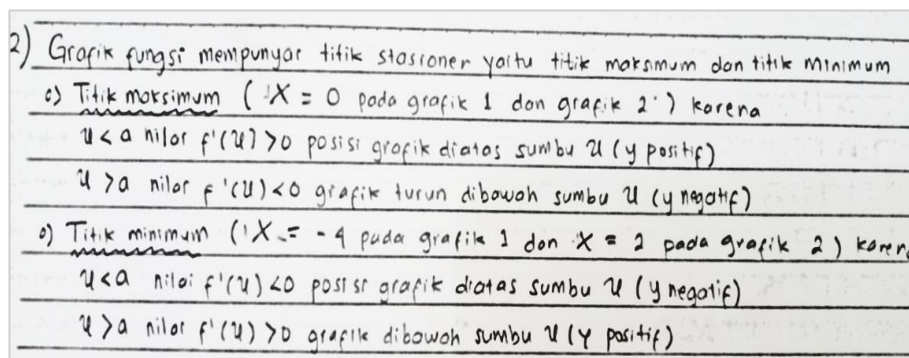 2) Grafik fungsi mempunyai titik stasioner yaitu titik maksimum dan titik minimum
o) Titik maksimum ( X = 0 pada grafik 1 dan grafik 2 ) karena
x < a nilai f'(x) > 0 posisi grafik diatas sumbu x (y positif)
x > a nilai f'(x) < 0 grafik turun dibawah sumbu x (y negatif)
o) Titik minimum ( X = -4 pada grafik 1 dan X = 2 pada grafik 2 ) karena
x < a nilai f'(x) < 0 posisi grafik diatas sumbu x (y negatif)
x > a nilai f'(x) > 0 grafik dibawah sumbu x (y positif)